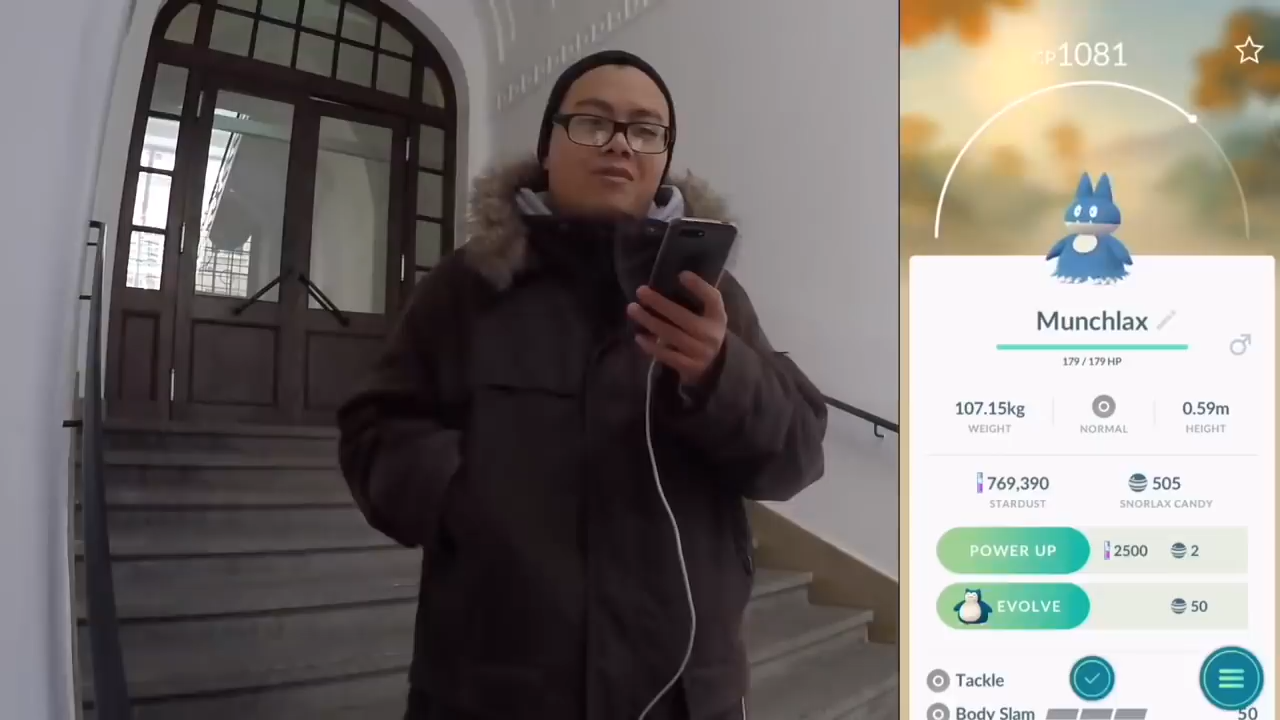 CP1081
Munchlax
179 / 179 HP
107.15kg
WEIGHT
NORMAL
0.59m
HEIGHT
769,390
STARDUST
505
SNORLAX CANDY
POWER UP
2500
2
EVOLVE
50
Tackle
Body Slam
50